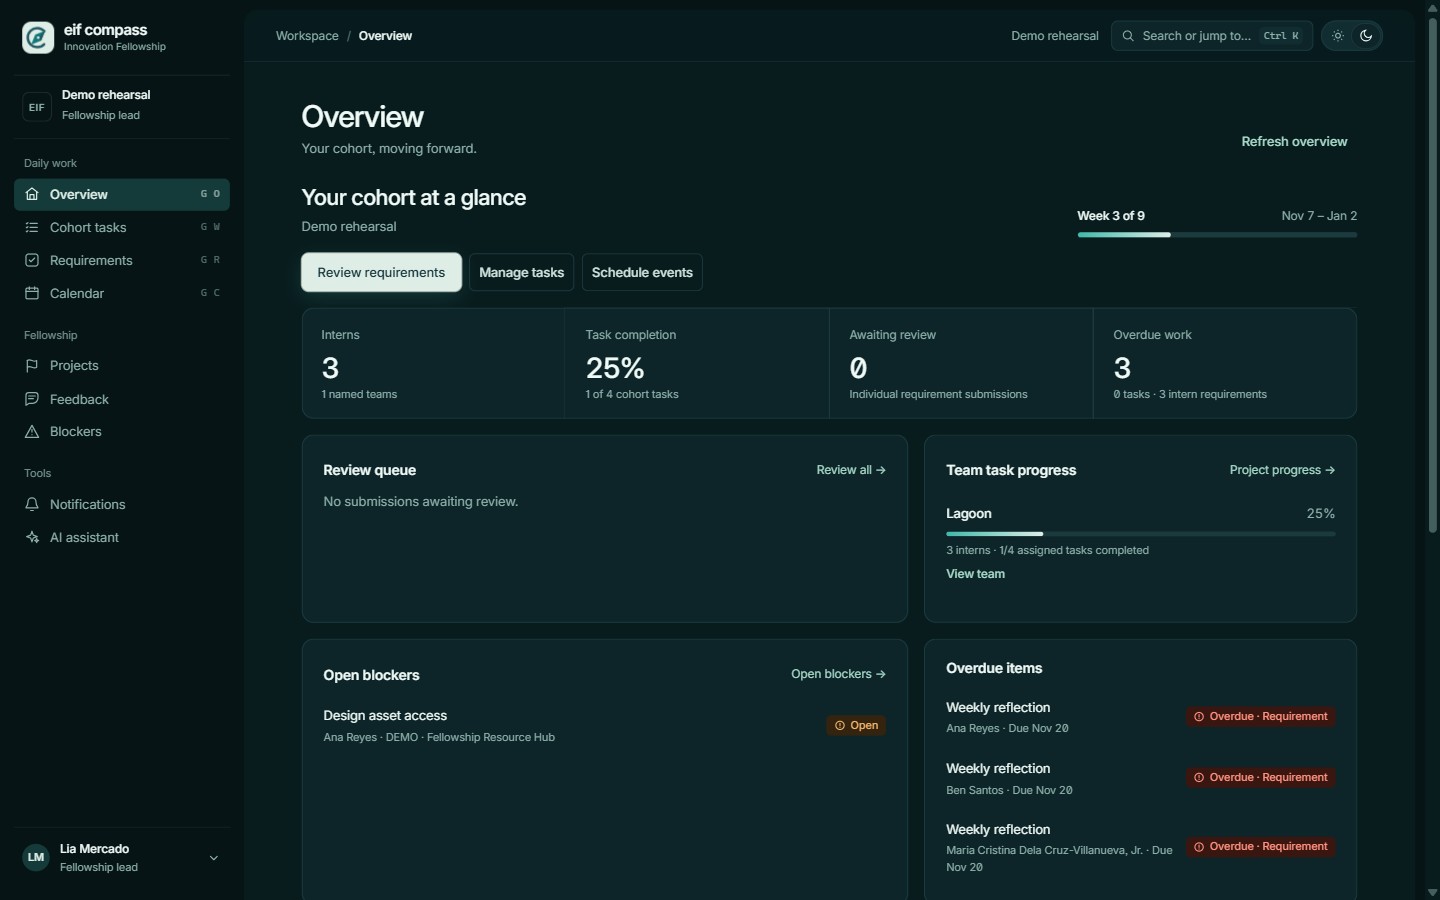 eif compass
Innovation Fellowship
EIF
Demo rehearsal
Fellowship lead
Daily work
Overview G O
Cohort tasks G W
Requirements G R
Calendar G C
Fellowship
Projects
Feedback
Blockers
Tools
Notifications
AI assistant
LM
Lia Mercado
Fellowship lead
Workspace / Overview
Demo rehearsal
Search or jump to... Ctrl K
Overview
Your cohort, moving forward.
Refresh overview
Your cohort at a glance
Demo rehearsal
Week 3 of 9 Nov 7 – Jan 2
Review requirements Manage tasks Schedule events
Interns
3
1 named teams
Task completion
25%
1 of 4 cohort tasks
Awaiting review
0
Individual requirement submissions
Overdue work
3
0 tasks · 3 intern requirements
Review queue Review all →
No submissions awaiting review.
Team task progress Project progress →
Lagoon 25%
3 interns · 1/4 assigned tasks completed
View team
Open blockers Open blockers →
Design asset access
Ana Reyes · DEMO · Fellowship Resource Hub
Open
Overdue items
Weekly reflection
Ana Reyes · Due Nov 20
Overdue · Requirement
Weekly reflection
Ben Santos · Due Nov 20
Overdue · Requirement
Weekly reflection
Maria Cristina Dela Cruz-Villanueva, Jr. · Due
Nov 20
Overdue · Requirement